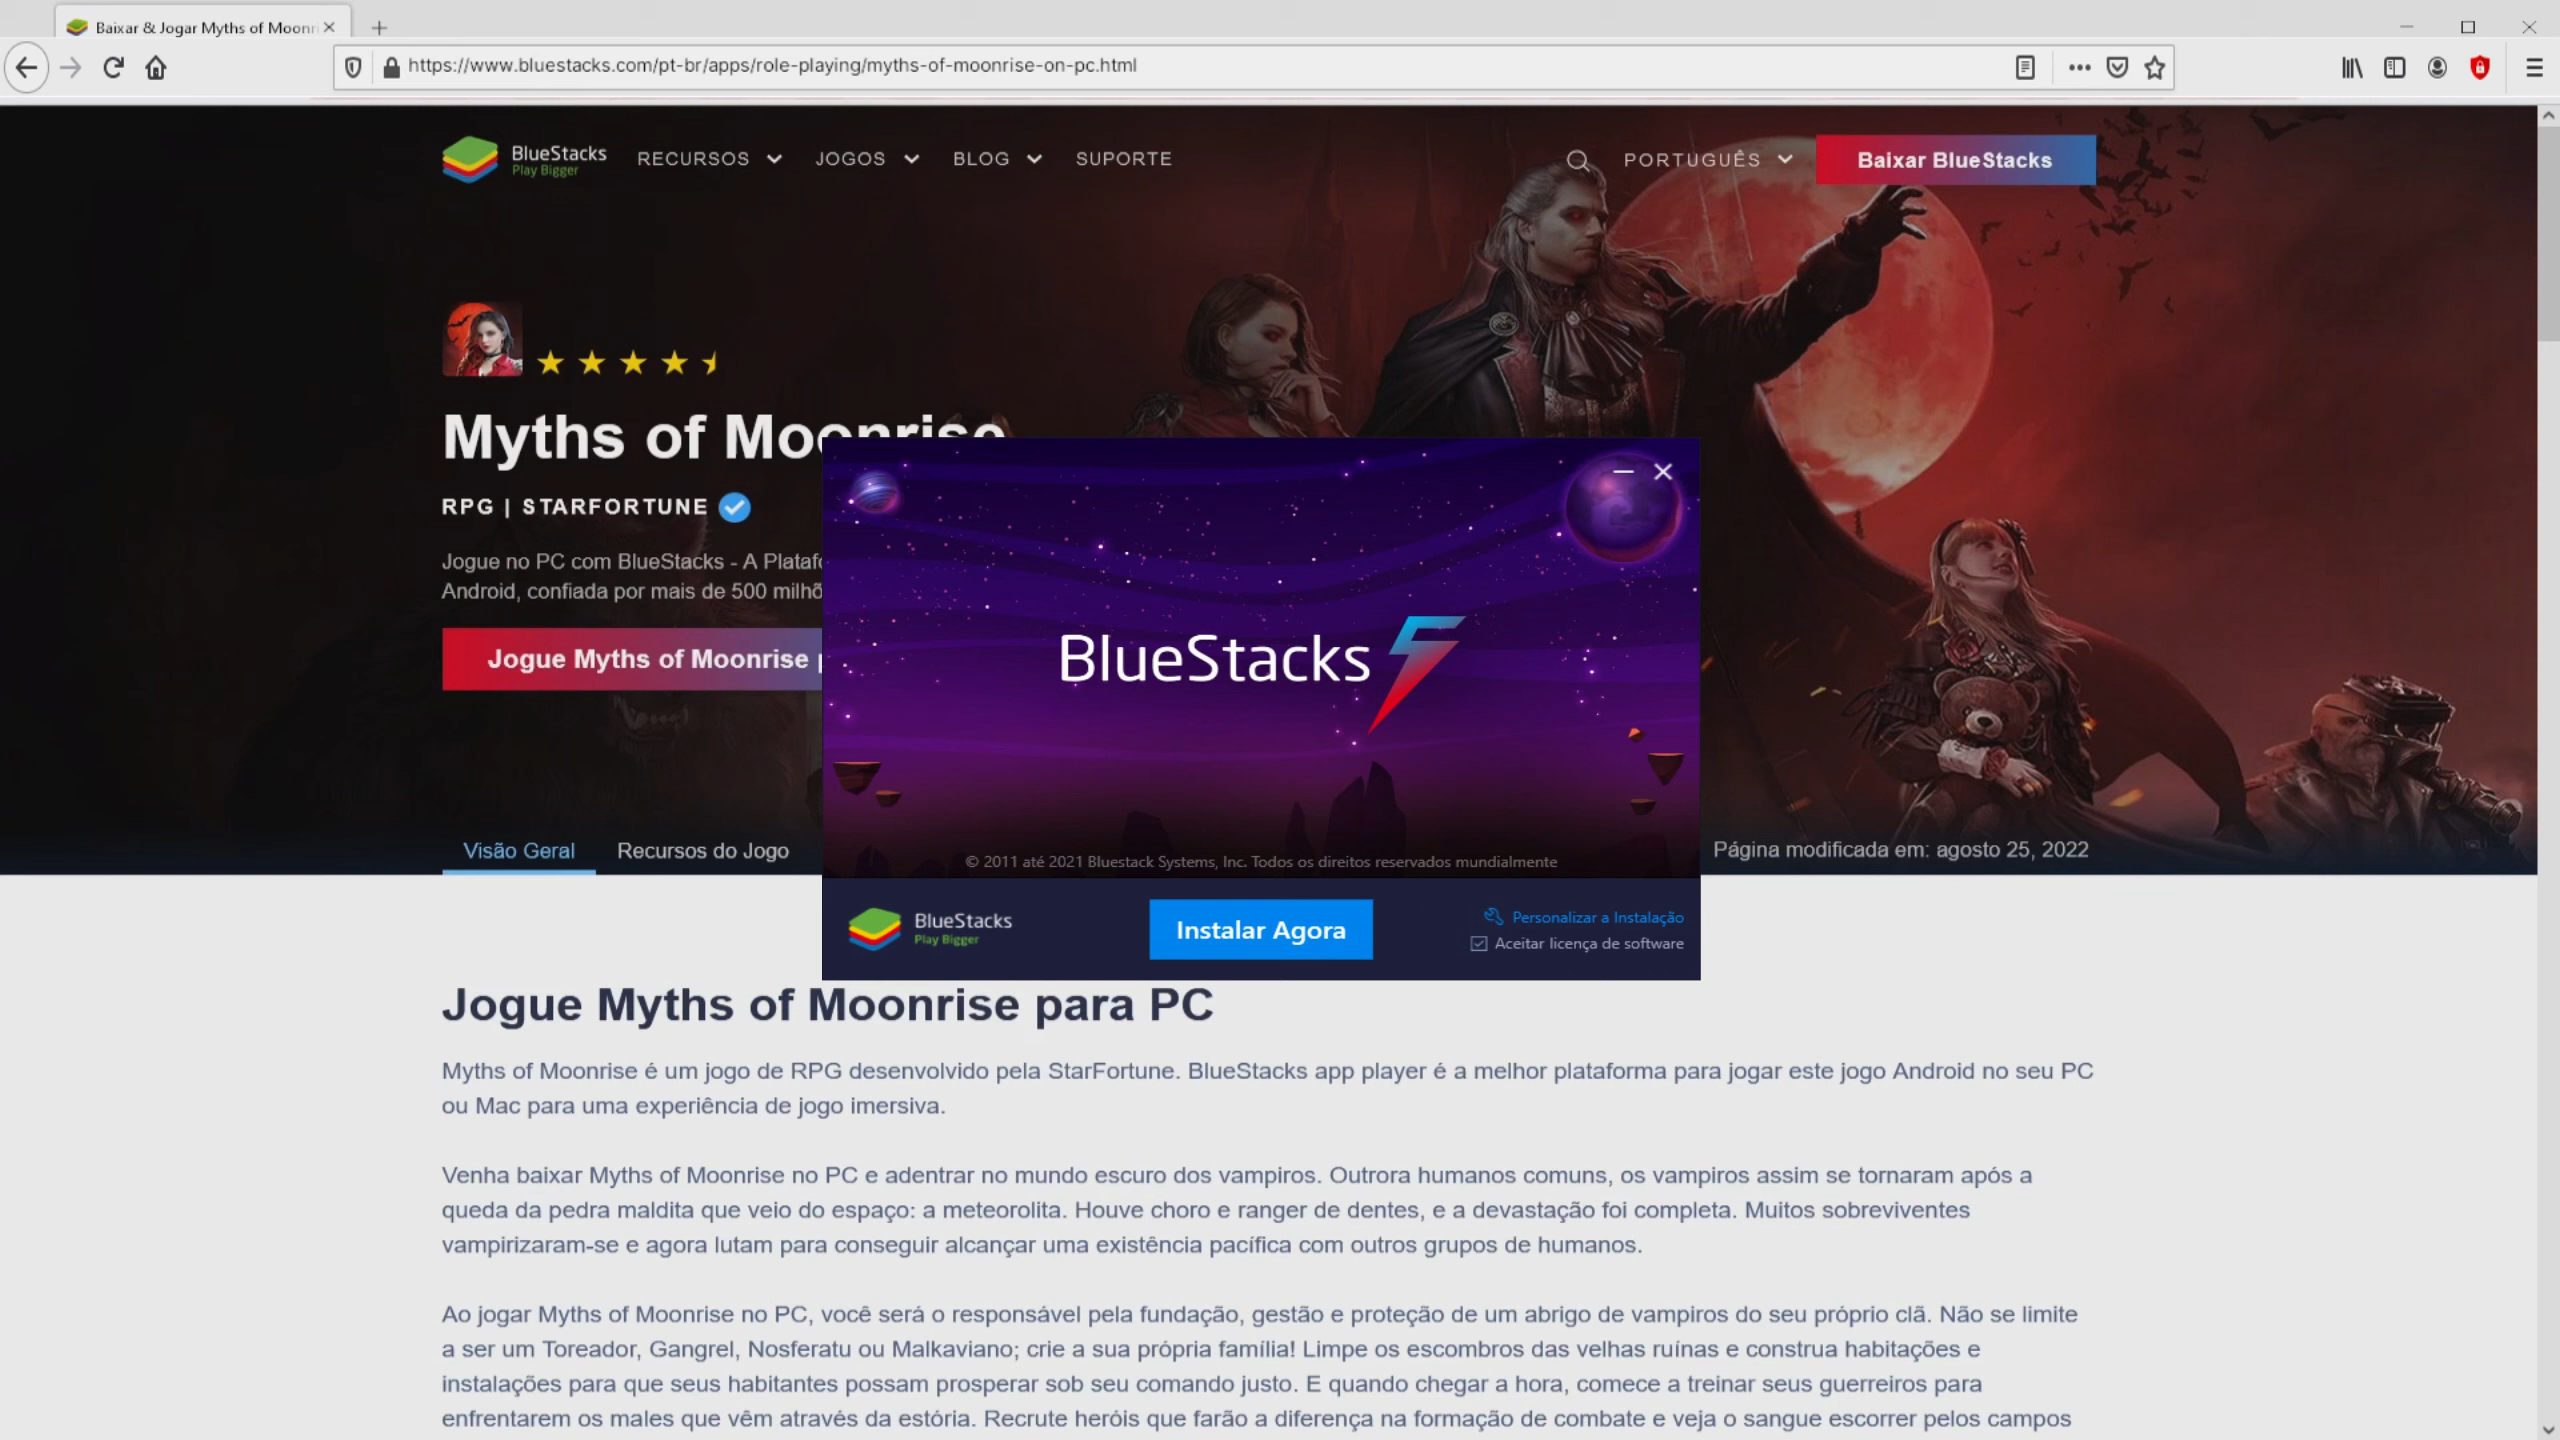 Baixar & Jogar Myths of Moonri
https://www.bluestacks.com/pt-br/apps/role-playing/myths-of-moonrise-on-pc.html
BlueStacks
Play Bigger
RECURSOS
JOGOS
BLOG
SUPORTE
PORTUGUÊS
Baixar BlueStacks
Myths of Moonrise
RPG | STARFORTUNE
Jogue no PC com BlueStacks - A Plataf
Android, confiada por mais de 500 milhõ
Jogue Myths of Moonrise
Visão Geral
Recursos do Jogo
Página modificada em: agosto 25, 2022
BlueStacks 5
© 2011 até 2021 Bluestack Systems, Inc. Todos os direitos reservados mundialmente
BlueStacks
Play Bigger
Instalar Agora
Personalizar a Instalação
Aceitar licença de software
Jogue Myths of Moonrise para PC
Myths of Moonrise é um jogo de RPG desenvolvido pela StarFortune. BlueStacks app player é a melhor plataforma para jogar este jogo Android no seu PC
ou Mac para uma experiência de jogo imersiva.
Venha baixar Myths of Moonrise no PC e adentrar no mundo escuro dos vampiros. Outrora humanos comuns, os vampiros assim se tornaram após a
queda da pedra maldita que veio do espaço: a meteorolita. Houve choro e ranger de dentes, e a devastação foi completa. Muitos sobreviventes
vampirizaram-se e agora lutam para conseguir alcançar uma existência pacífica com outros grupos de humanos.
Ao jogar Myths of Moonrise no PC, você será o responsável pela fundação, gestão e proteção de um abrigo de vampiros do seu próprio clã. Não se limite
a ser um Toreador, Gangrel, Nosferatu ou Malkaviano; crie a sua própria família! Limpe os escombros das velhas ruínas e construa habitações e
instalações para que seus habitantes possam prosperar sob seu comando justo. E quando chegar a hora, comece a treinar seus guerreiros para
enfrentarem os males que vêm através da estória. Recrute heróis que farão a diferença na formação de combate e veja o sangue escorrer pelos campos